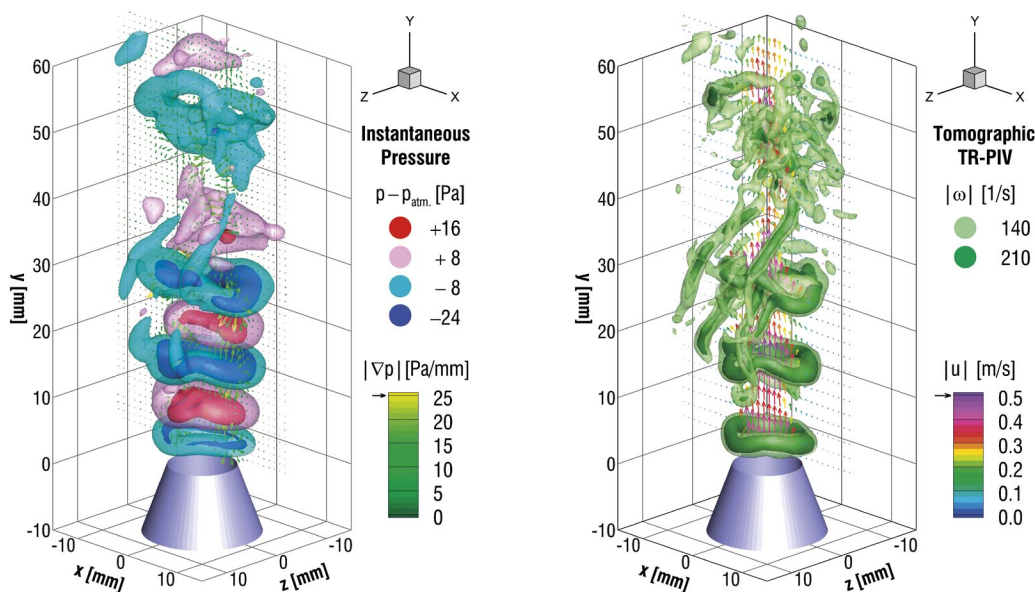 Y
Z
X
60
50
40
30
20
10
0
-10
y [mm]
-10
0
10
x [mm]
-10
0
10
z [mm]
Instantaneous
Pressure
p – patm. [Pa]
+16
+ 8
– 8
–24
|∇p| [Pa/mm]
25
20
15
10
5
0
Y
Z
X
60
50
40
30
20
10
0
-10
y [mm]
-10
0
10
x [mm]
-10
0
10
z [mm]
Tomographic
TR-PIV
|ω| [1/s]
140
210
|u| [m/s]
0.5
0.4
0.3
0.2
0.1
0.0